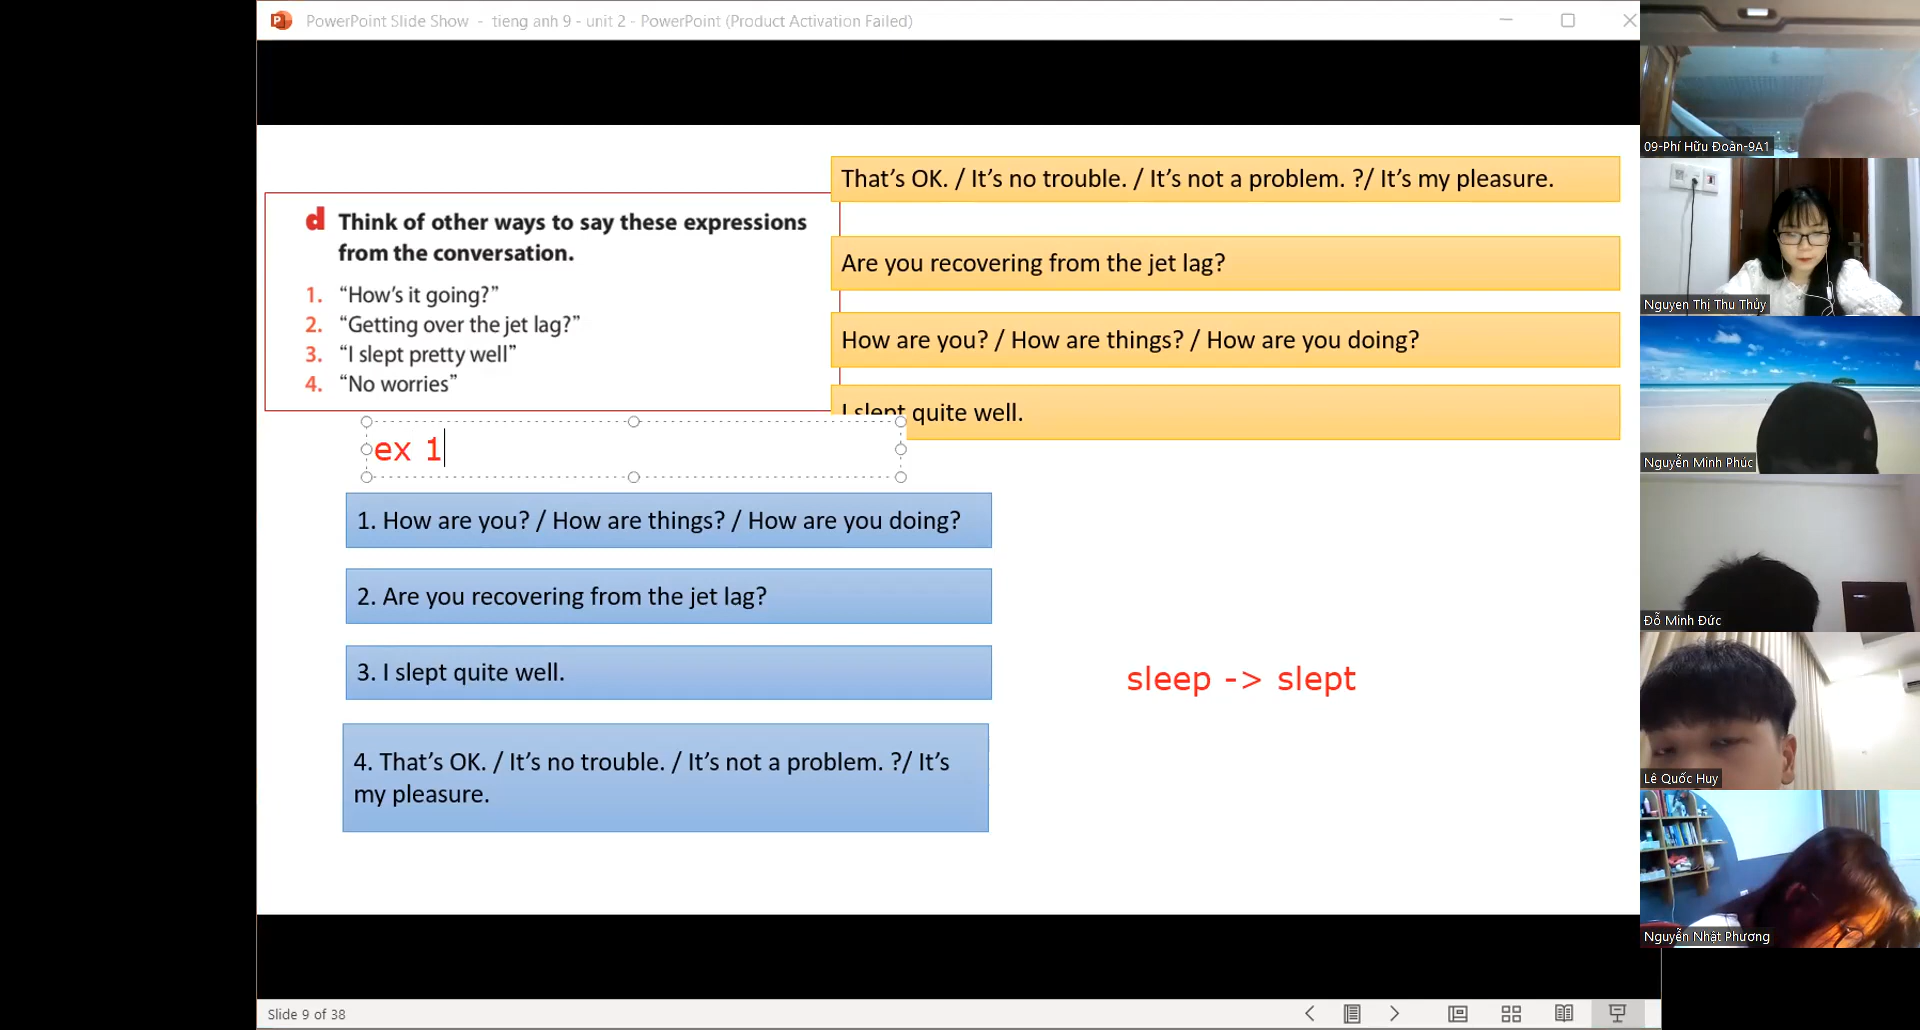 PowerPoint Slide Show - tieng anh 9 - unit 2 - PowerPoint (Product Activation Failed)
d Think of other ways to say these expressions
from the conversation.
1. “How’s it going?”
2. “Getting over the jet lag?”
3. “I slept pretty well”
4. “No worries”
That’s OK. / It’s no trouble. / It’s not a problem. ?/ It’s my pleasure.
Are you recovering from the jet lag?
How are you? / How are things? / How are you doing?
I slept quite well.
ex 1
1. How are you? / How are things? / How are you doing?
2. Are you recovering from the jet lag?
3. I slept quite well.
4. That’s OK. / It’s no trouble. / It’s not a problem. ?/ It’s
my pleasure.
sleep -> slept
Slide 9 of 38
09-Phí Hữu Đoàn-9A1
Nguyen Thị Thu Thủy
Nguyễn Minh Phúc
Đỗ Minh Đức
Lê Quốc Huy
Nguyễn Nhật Phương